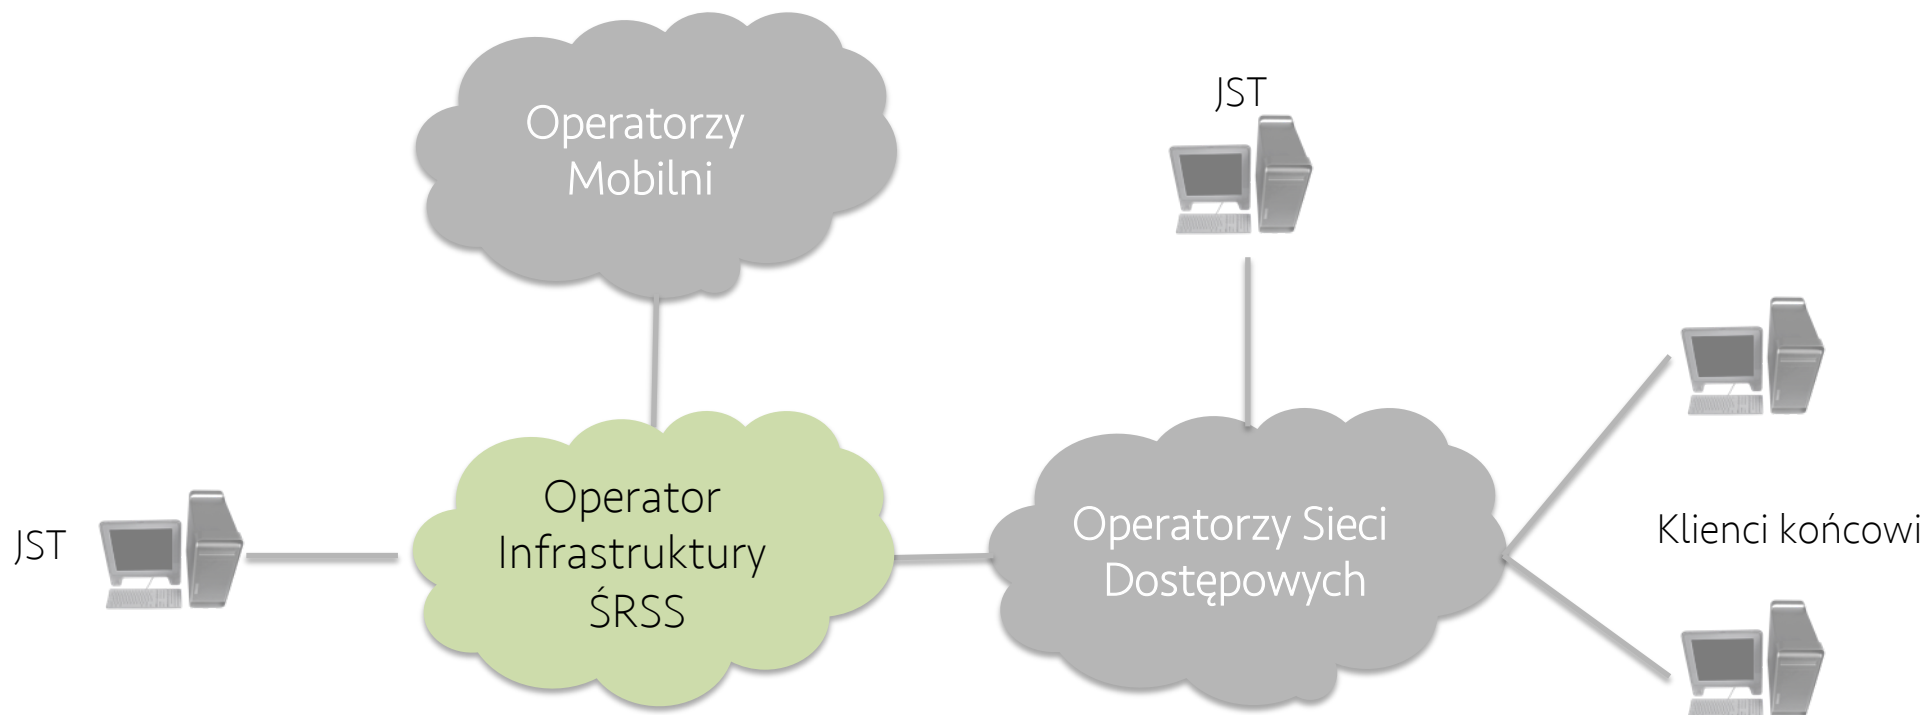 Operatorzy
Mobilni
JST
JST
Operator
Infrastruktury
ŚRSS
Operatorzy Sieci
Dostępowych
Klienci końcowi